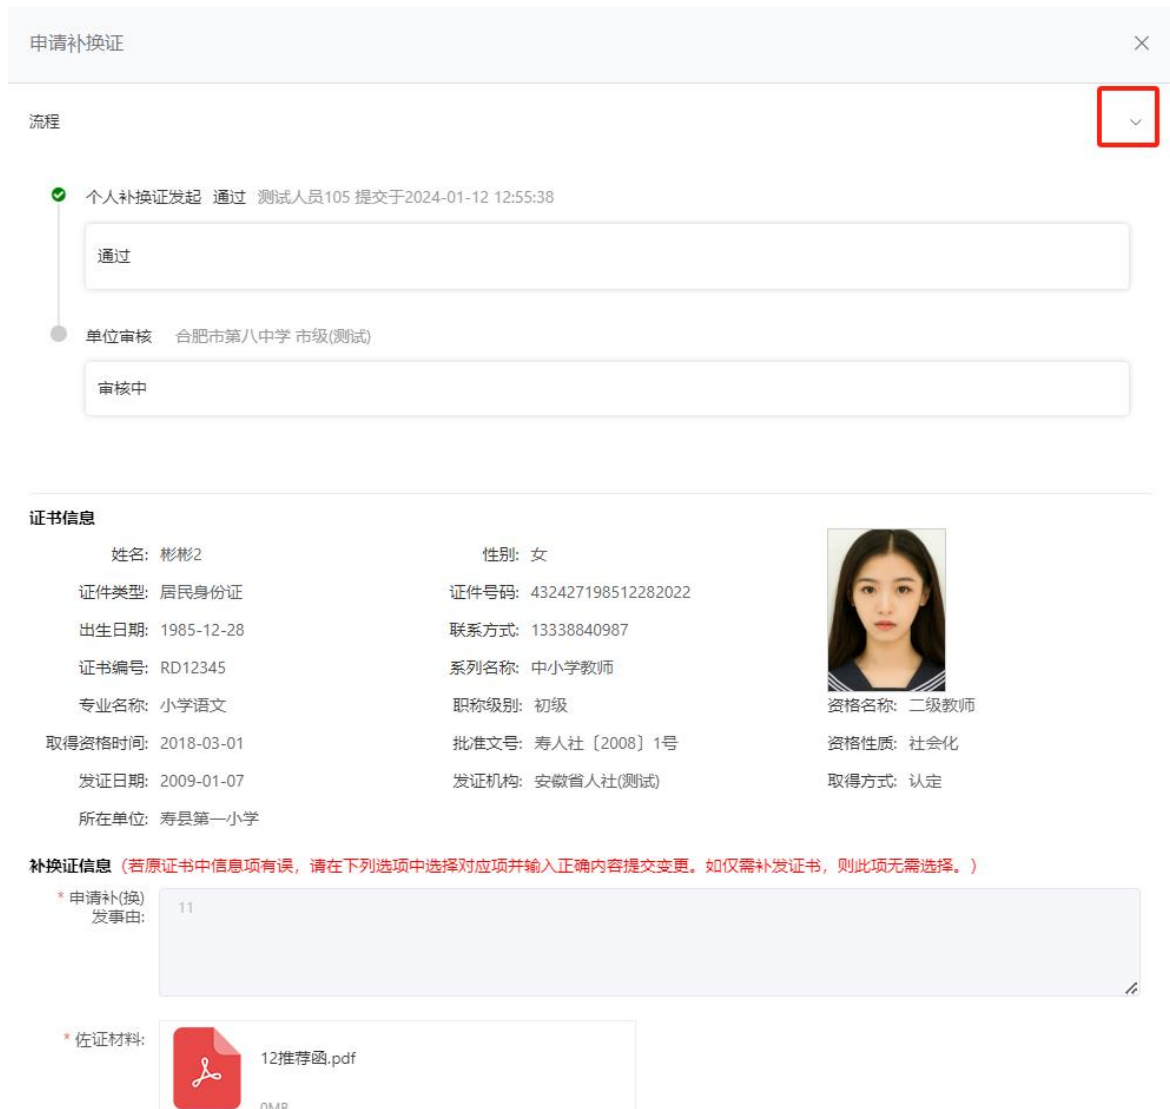 申请补换证
流程
个人补换证发起 通过 测试人员105 提交于2024-01-12 12:55:38
通过
单位审核 合肥市第八中学 市级(测试)
审核中
证书信息
姓名: 彬彬2 性别: 女
证件类型: 居民身份证 证件号码: 432427198512282022
出生日期: 1985-12-28 联系方式: 13338840987
证书编号: RD12345 系列名称: 中小学教师
专业名称: 小学语文 职称级别: 初级 资格名称: 二级教师
取得资格时间: 2018-03-01 批准文号: 寿人社〔2008〕1号 资格性质: 社会化
发证日期: 2009-01-07 发证机构: 安徽省人社(测试) 取得方式: 认定
所在单位: 寿县第一小学
补换证信息（若原证书中信息项有误，请在下列选项中选择对应项并输入正确内容提交变更。如仅需补发证书，则此项无需选择。）
* 申请补(换)
发事由:
11
* 佐证材料:
12推荐函.pdf
0MB